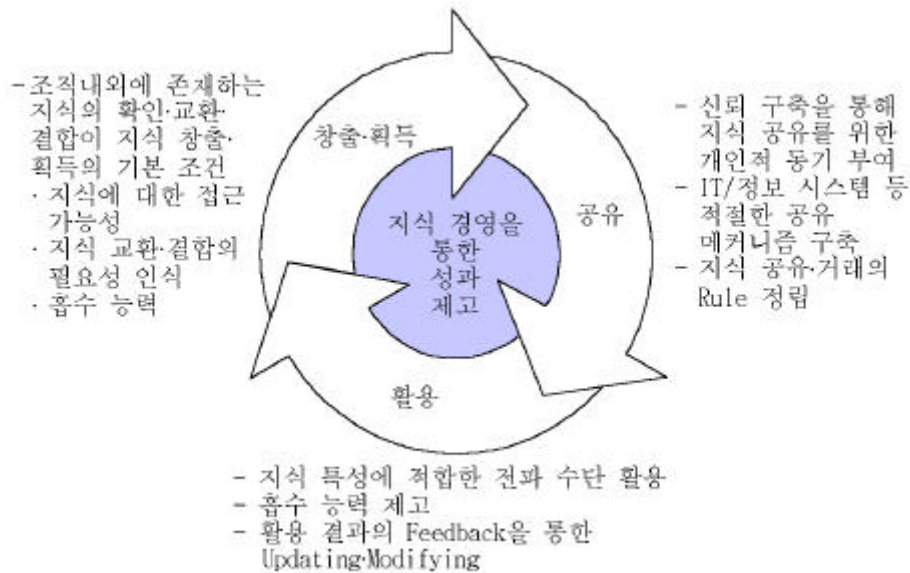 -조직내외에 존재하는
지식의 확인·교환·
결합이 지식 창출·
획득의 기본 조건
· 지식에 대한 접근
가능성
· 지식 교환·결합의
필요성 인식
· 흡수 능력
창출·획득
지식 경영을
통한
성과
제고
공유
활용
- 신뢰 구축을 통해
지식 공유를 위한
개인적 동기 부여
- IT/정보 시스템 등
적절한 공유
메커니즘 구축
- 지식 공유·거래의
Rule 정립
- 지식 특성에 적합한 전파 수단 활용
- 흡수 능력 제고
- 활용 결과의 Feedback을 통한
Updating·Modifying